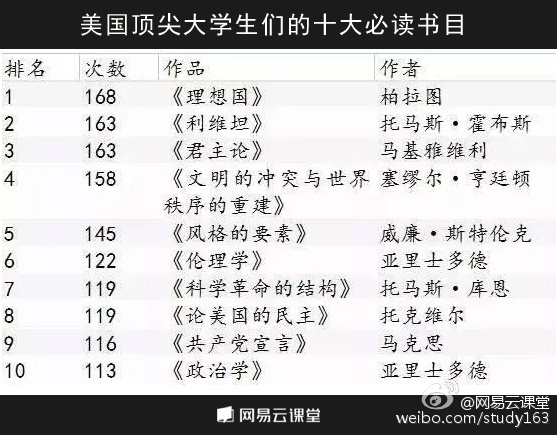 美国顶尖大学生们的十大必读书目
排名 次数 作品 作者
1 168 《理想国》 柏拉图
2 163 《利维坦》 托马斯·霍布斯
3 163 《君主论》 马基雅维利
4 158 《文明的冲突与世界 塞缪尔·亨廷顿
秩序的重建》
5 145 《风格的要素》 威廉·斯特伦克
6 122 《伦理学》 亚里士多德
7 119 《科学革命的结构》 托马斯·库恩
8 119 《论美国的民主》 托克维尔
9 116 《共产党宣言》 马克思
10 113 《政治学》 亚里士多德
@网易云课堂
网易云课堂
weibo.com/study163